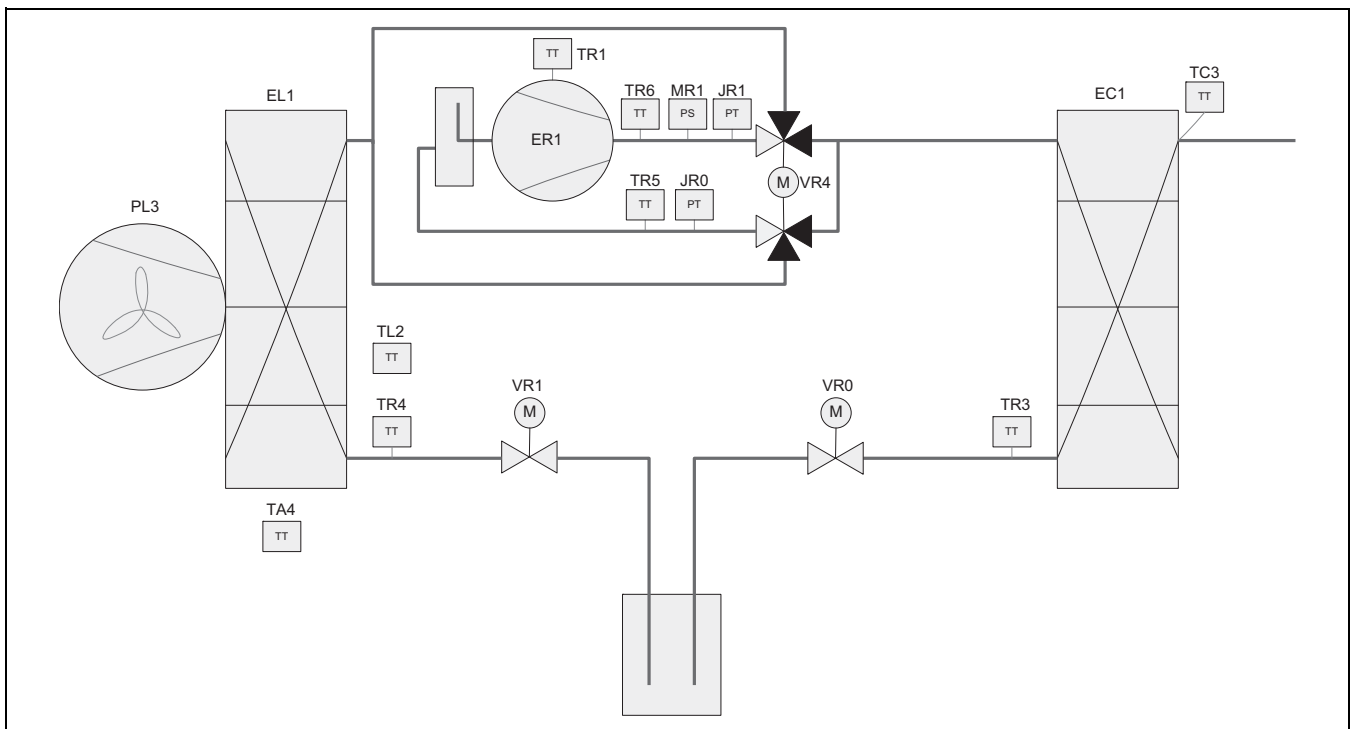 TT TR1
EL1
TR6 MR1 JR1
TT PS PT
EC1
TC3
TT
ER1
TR5 JR0
TT PT
M VR4
PL3
TL2
TT
VR1
M
VR0
M
TR4
TT
TR3
TT
TA4
TT